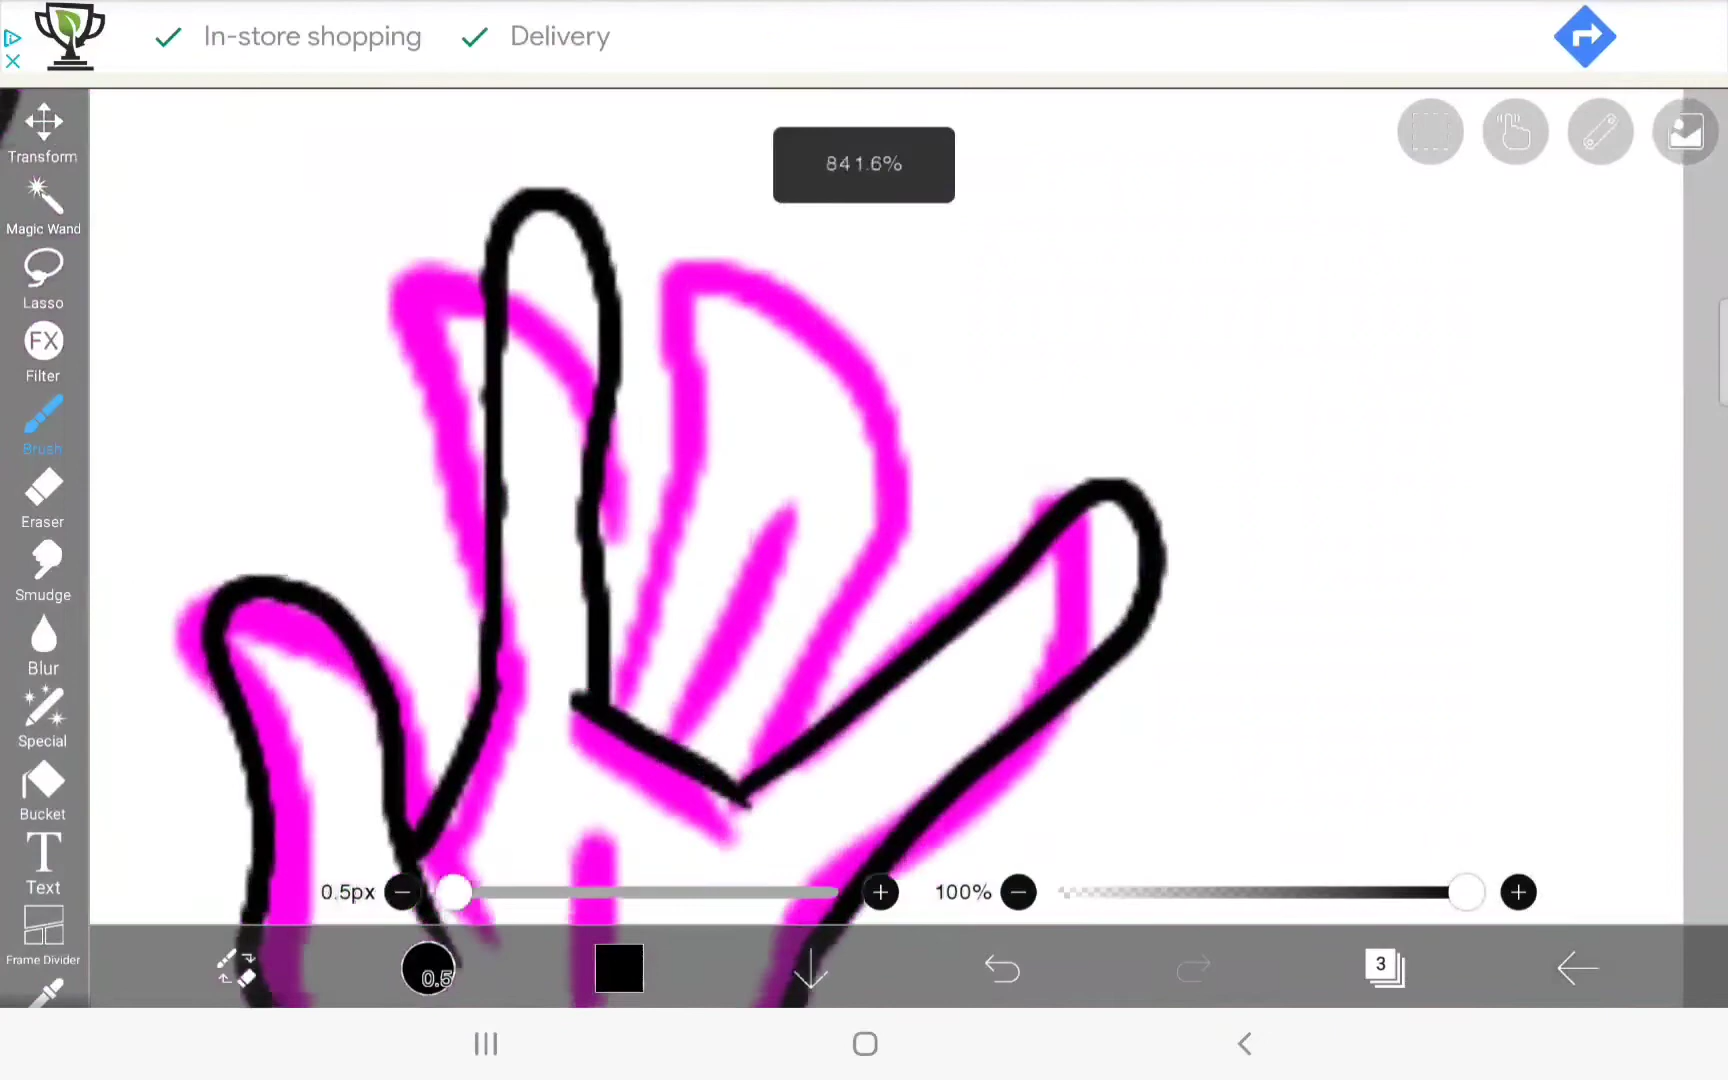 In-store shopping
Delivery
841.6%
Transform
Magic Wand
Lasso
FX
Filter
Brush
Eraser
Smudge
Blur
Special
Bucket
T
Text
Frame Divider
0.5px
100%
0.5
3